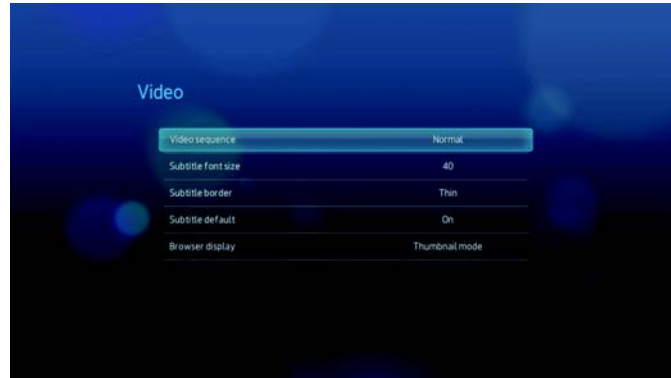 Video
Video sequence Normal
Subtitle font size 40
Subtitle border Thin
Subtitle default On
Browser display Thumbnail mode